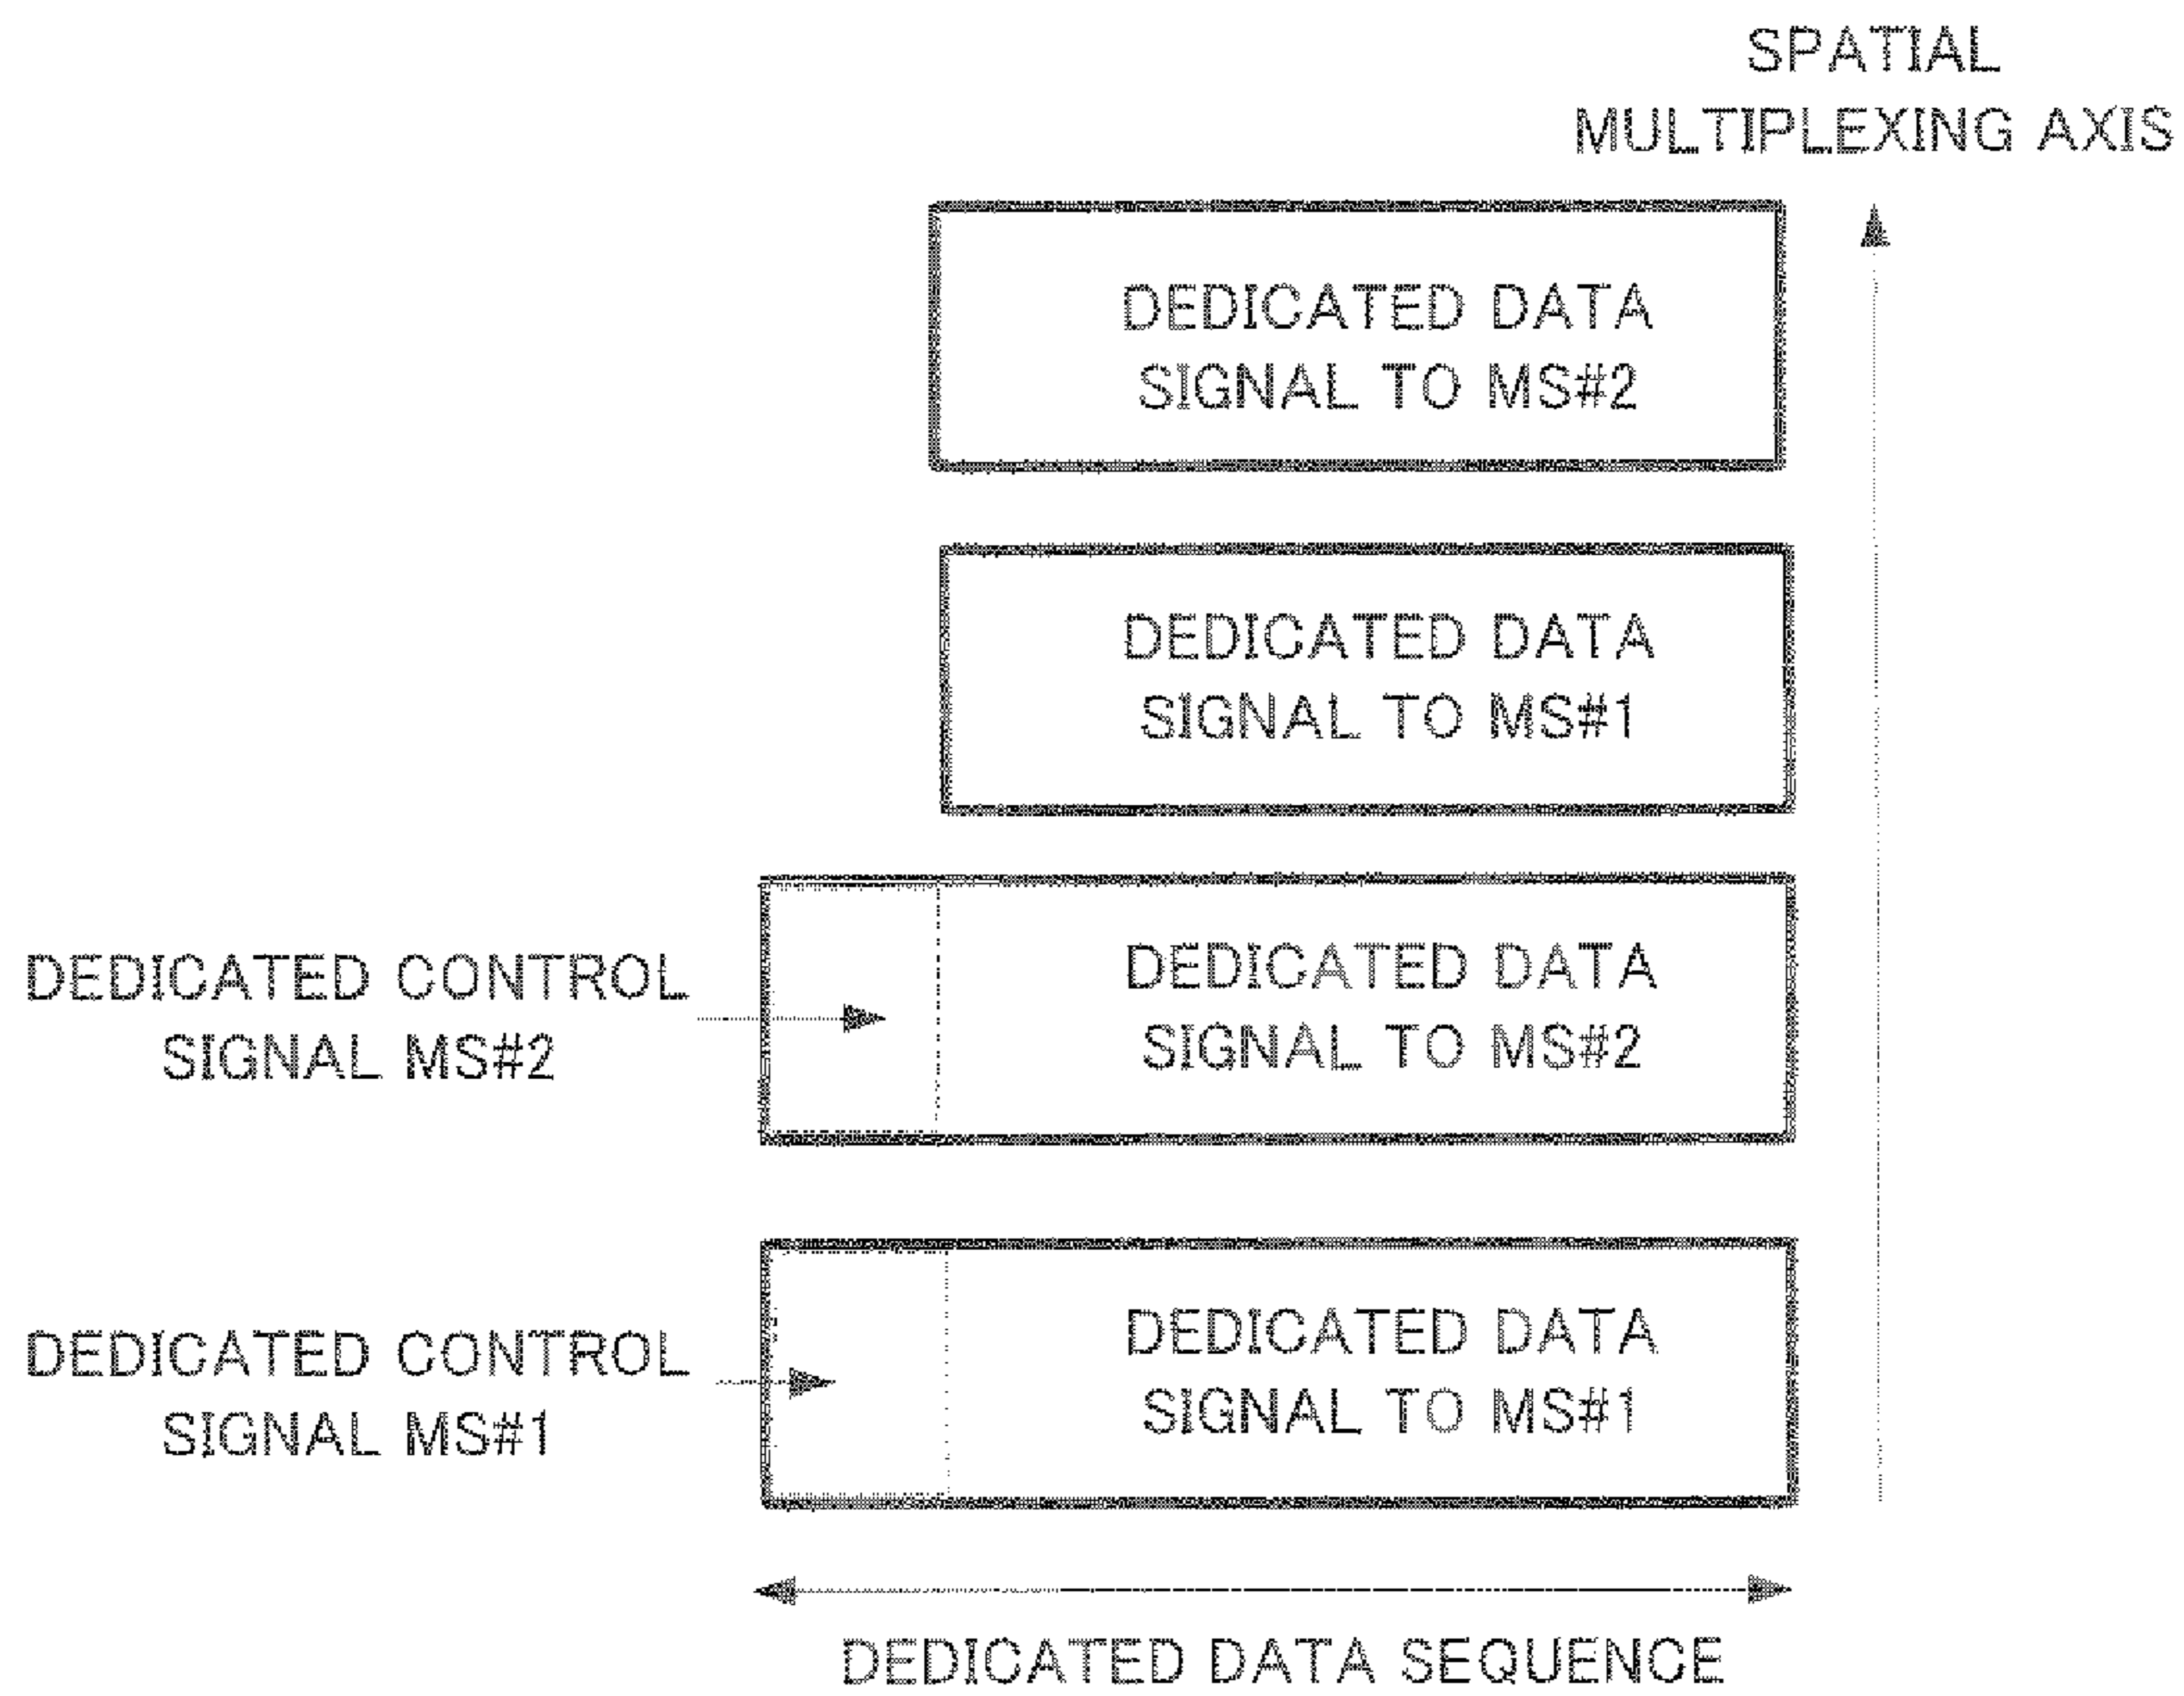 SPATIAL
MULTIPLEXING AXIS
DEDICATED DATA
SIGNAL TO MS#2
DEDICATED DATA
SIGNAL TO MS#1
DEDICATED CONTROL
SIGNAL MS#2
DEDICATED DATA
SIGNAL TO MS#2
DEDICATED CONTROL
SIGNAL MS#1
DEDICATED DATA
SIGNAL TO MS#1
DEDICATED DATA SEQUENCE